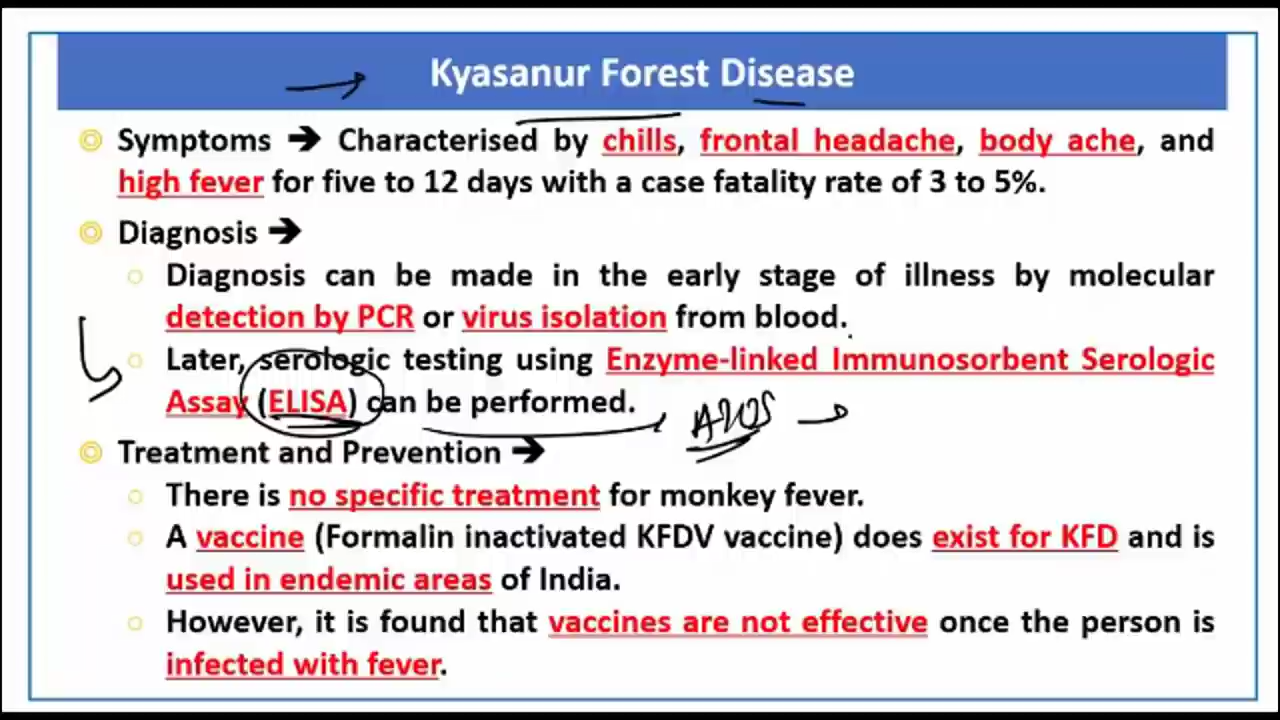 Kyasanur Forest Disease
Symptoms ➔ Characterised by chills, frontal headache, body ache, and
high fever for five to 12 days with a case fatality rate of 3 to 5%.
Diagnosis ➔
Diagnosis can be made in the early stage of illness by molecular
detection by PCR or virus isolation from blood.
Later, serologic testing using Enzyme-linked Immunosorbent Serologic
Assay (ELISA) can be performed.
AIDS
Treatment and Prevention ➔
There is no specific treatment for monkey fever.
A vaccine (Formalin inactivated KFDV vaccine) does exist for KFD and is
used in endemic areas of India.
However, it is found that vaccines are not effective once the person is
infected with fever.